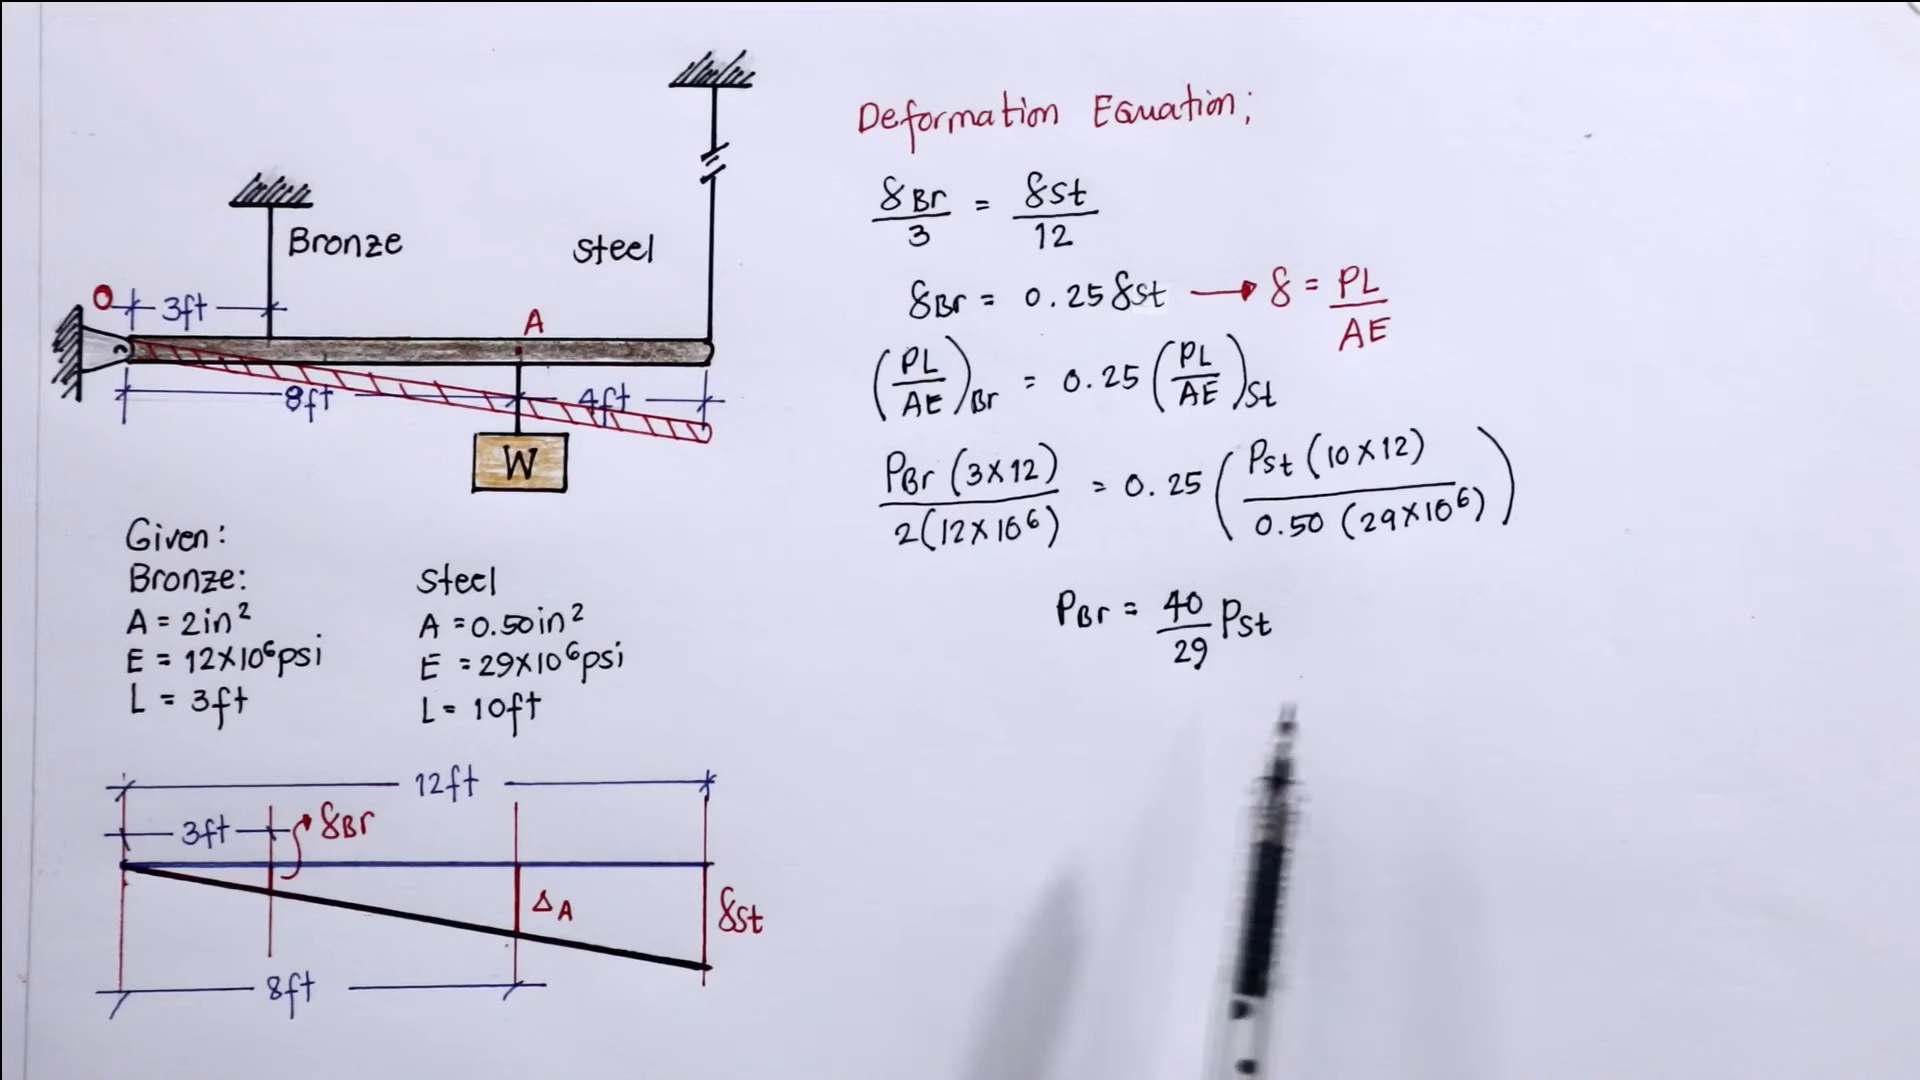 Bronze
Steel
O
3ft
A
8ft
4ft
W
Given:
Bronze:
A = 2in²
E = 12×10⁶psi
L = 3ft
Steel
A = 0.50in²
E = 29×10⁶psi
L = 10ft
12ft
3ft
δBr
ΔA
δSt
8ft
Deformation Equation;
δBr/3 = δSt/12
δBr = 0.25δSt → δ = PL/AE
(PL/AE)Br = 0.25 (PL/AE)St
PBr (3×12)/2(12×10⁶) = 0.25 (PSt (10×12)/0.50 (29×10⁶))
PBr = 40/29 PSt